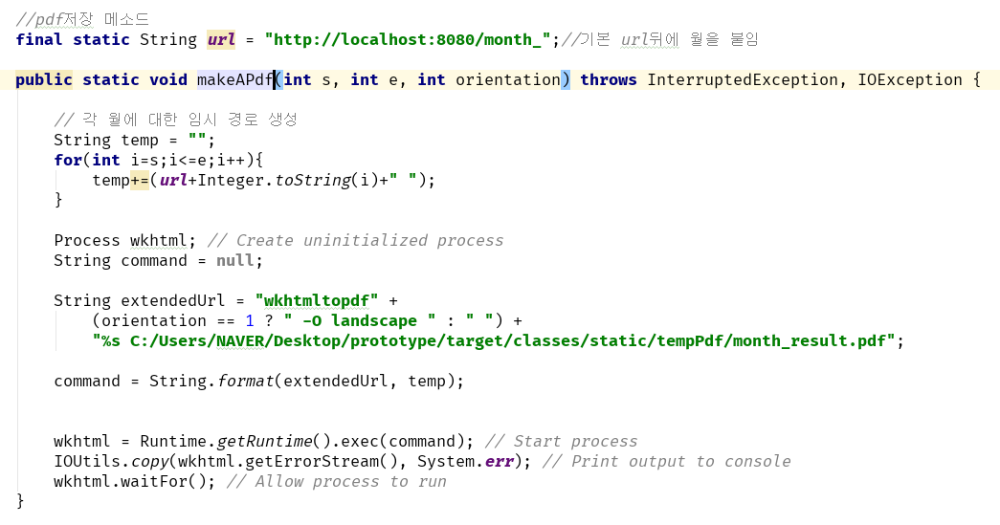 //pdf저장 메소드
final static String url = "http://localhost:8080/month_";//기본 url뒤에 월을 붙임
public static void makeAPdf(int s, int e, int orientation) throws InterruptedException, IOException {
// 각 월에 대한 임시 경로 생성
String temp = "";
for(int i=s;i<=e;i++){
temp+=(url+Integer.toString(i)+" ");
}
Process wkhtml; // Create uninitialized process
String command = null;
String extendedUrl = "wkhtmltopdf" +
(orientation == 1 ? " -O landscape " : " ") +
"%s C:/Users/NAVER/Desktop/prototype/target/classes/static/tempPdf/month_result.pdf";
command = String.format(extendedUrl, temp);
wkhtml = Runtime.getRuntime().exec(command); // Start process
IOUtils.copy(wkhtml.getErrorStream(), System.err); // Print output to console
wkhtml.waitFor(); // Allow process to run
}